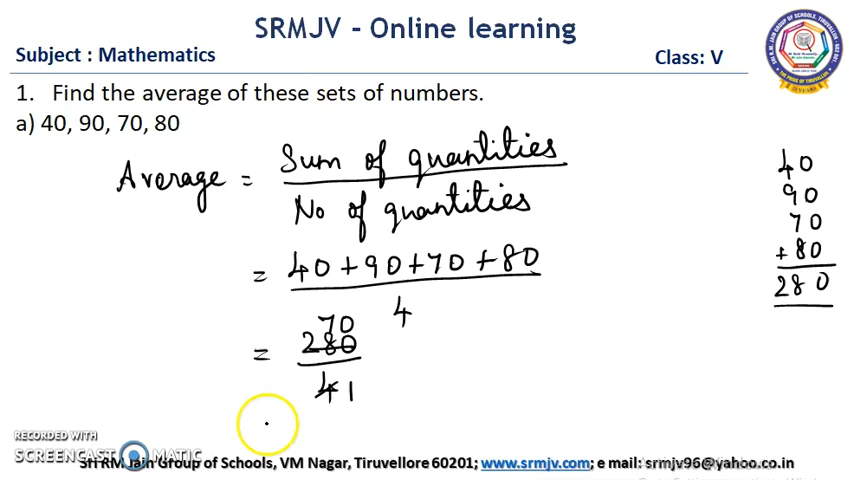 SRMJV - Online learning
Subject : Mathematics
Class: V
1. Find the average of these sets of numbers.
a) 40, 90, 70, 80
Average = Sum of quantities
No of quantities
= 40 + 90 + 70 + 80
4
70
= 280
4 1
40
90
70
+ 80
280
RECORDED WITH
SCREENCAST MATIC
Sri RM Jain Group of Schools, VM Nagar, Tiruvellore 60201; www.srmjv.com; e mail: srmjv96@yahoo.co.in